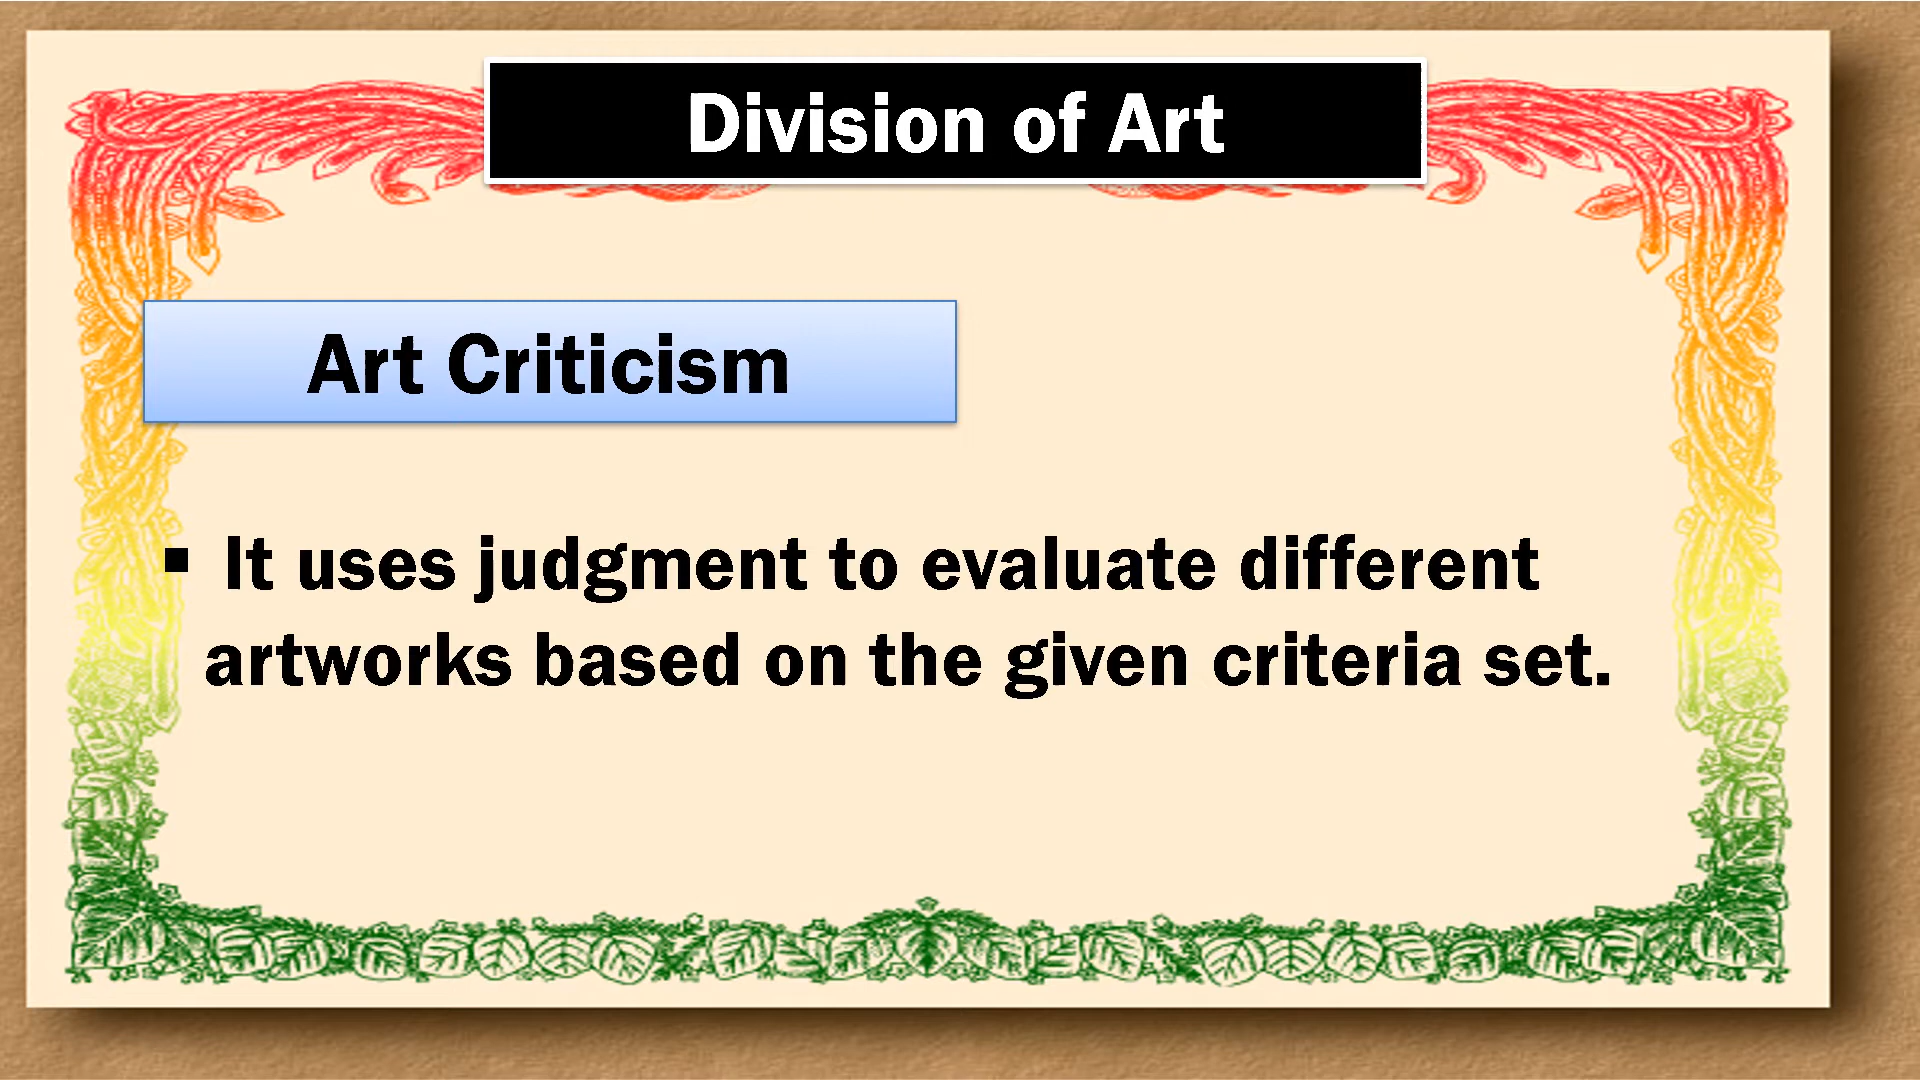 Division of Art
Art Criticism
▪ It uses judgment to evaluate different
artworks based on the given criteria set.